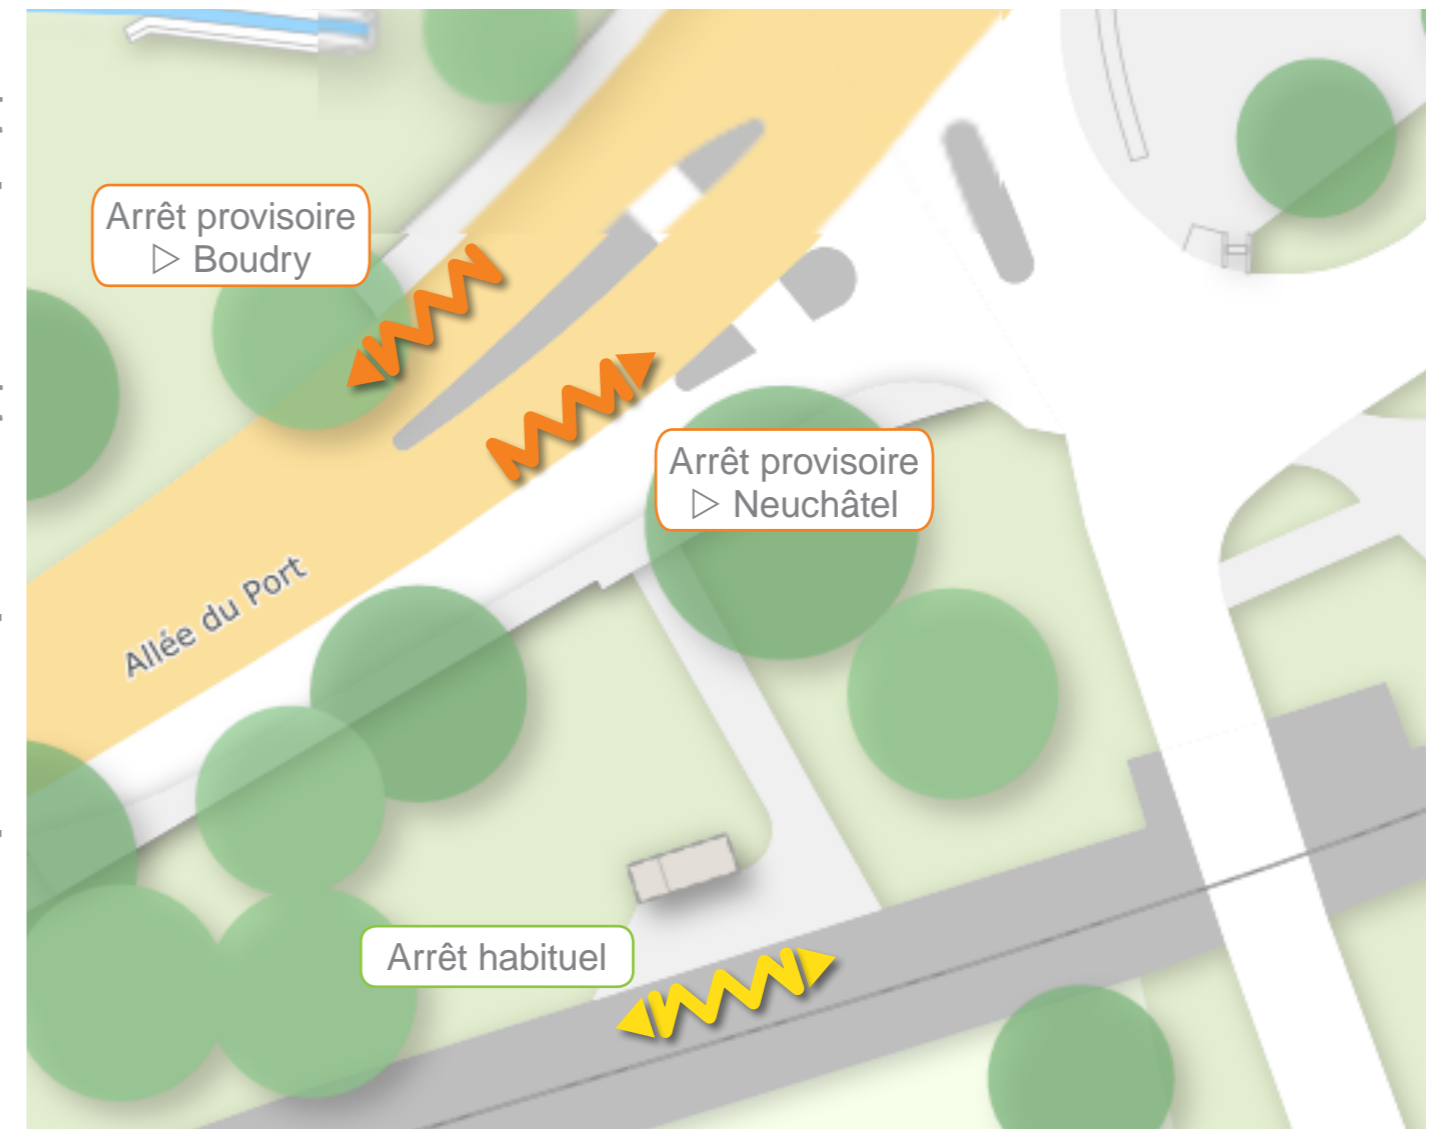 Arrêt provisoire
▷ Boudry
Arrêt provisoire
▷ Neuchâtel
Allée du Port
Arrêt habituel